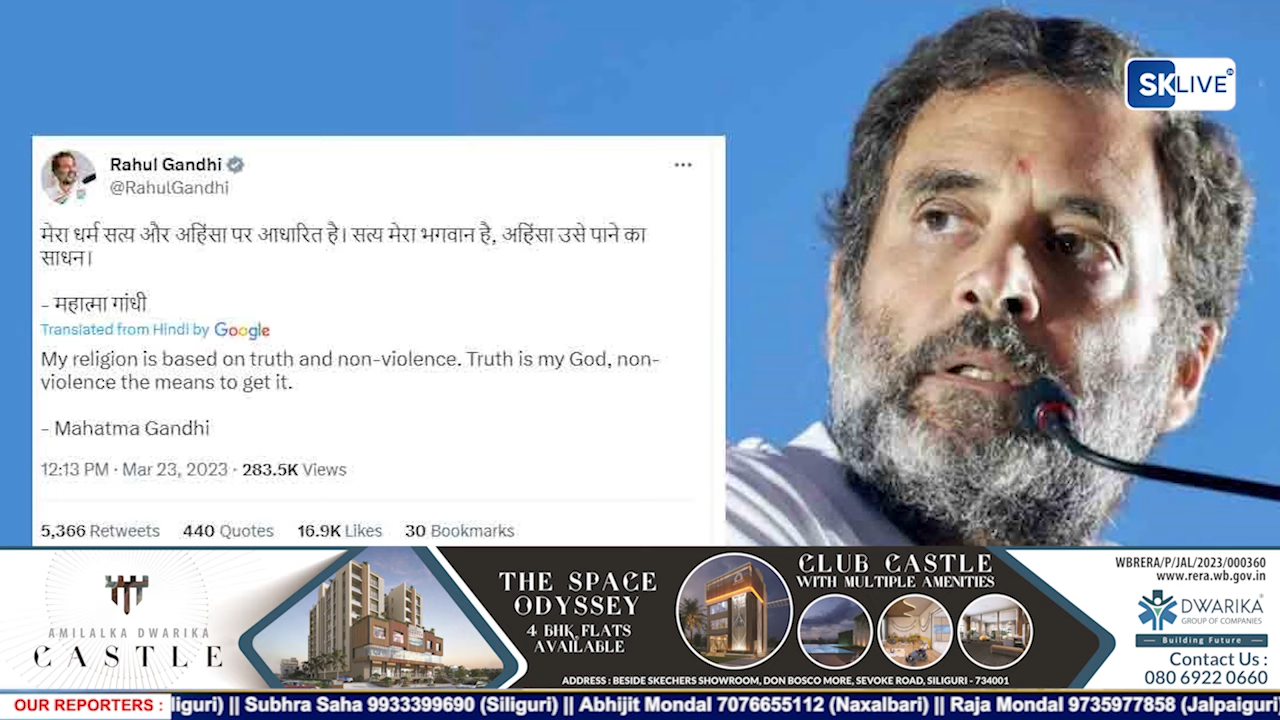 SKLIVE
Rahul Gandhi
@RahulGandhi
मेरा धर्म सत्य और अहिंसा पर आधारित है। सत्य मेरा भगवान है, अहिंसा उसे पाने का
साधन।
- महात्मा गांधी
Translated from Hindi by Google
My religion is based on truth and non-violence. Truth is my God, non-
violence the means to get it.
- Mahatma Gandhi
12:13 PM · Mar 23, 2023 · 283.5K Views
5,366 Retweets 440 Quotes 16.9K Likes 30 Bookmarks
AMILALKA DWARIKA
CASTLE
THE SPACE
ODYSSEY
4 BHK FLATS
AVAILABLE
CLUB CASTLE
WITH MULTIPLE AMENITIES
ADDRESS : BESIDE SKECHERS SHOWROOM, DON BOSCO MORE, SEVOKE ROAD, SILIGURI - 734001
WBRERA/P/JAL/2023/000360
www.rera.wb.gov.in
DWARIKA
GROUP OF COMPANIES
Building Future
Contact Us :
080 6922 0660
OUR REPORTERS : liguri) || Subhra Saha 9933399690 (Siliguri) || Abhijit Mondal 7076655112 (Naxalbari) || Raja Mondal 9735977858 (Jalpaiguri